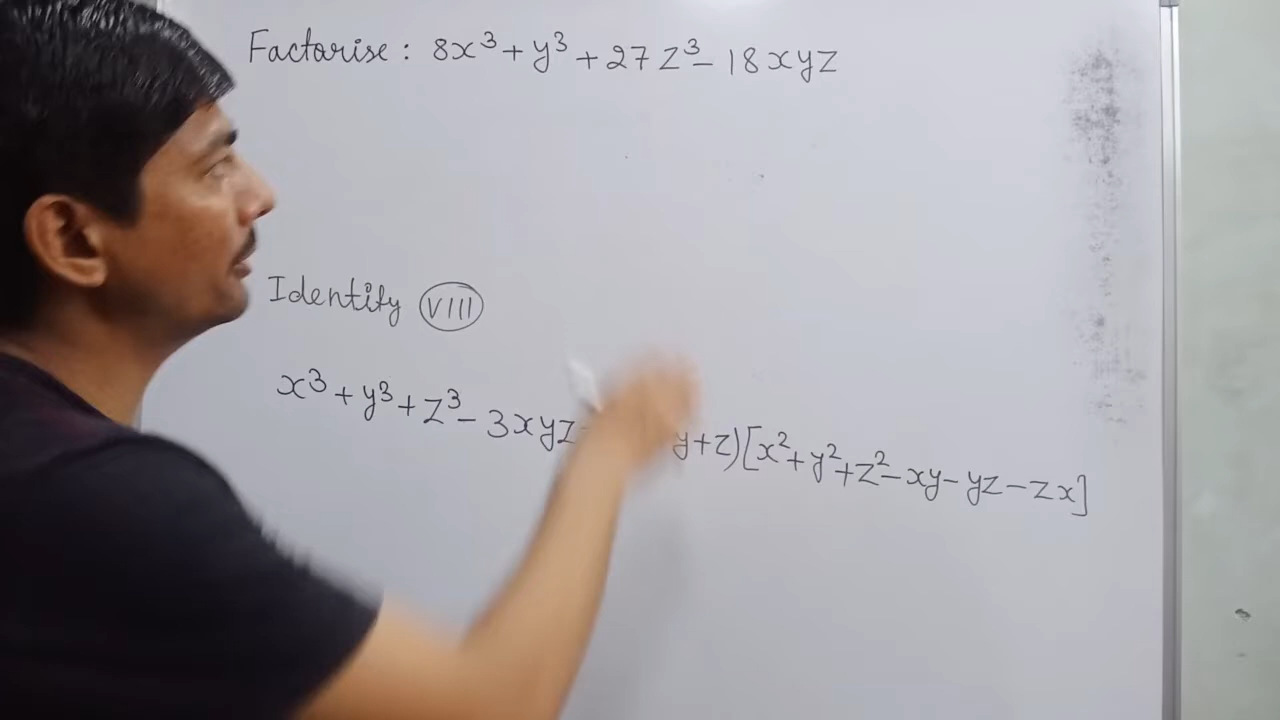 Factorise: 8x³ + y³ + 27z³ - 18xyz
Identity VIII
x³ + y³ + z³ - 3xyz y+z)[x² + y² + z² - xy - yz - zx]